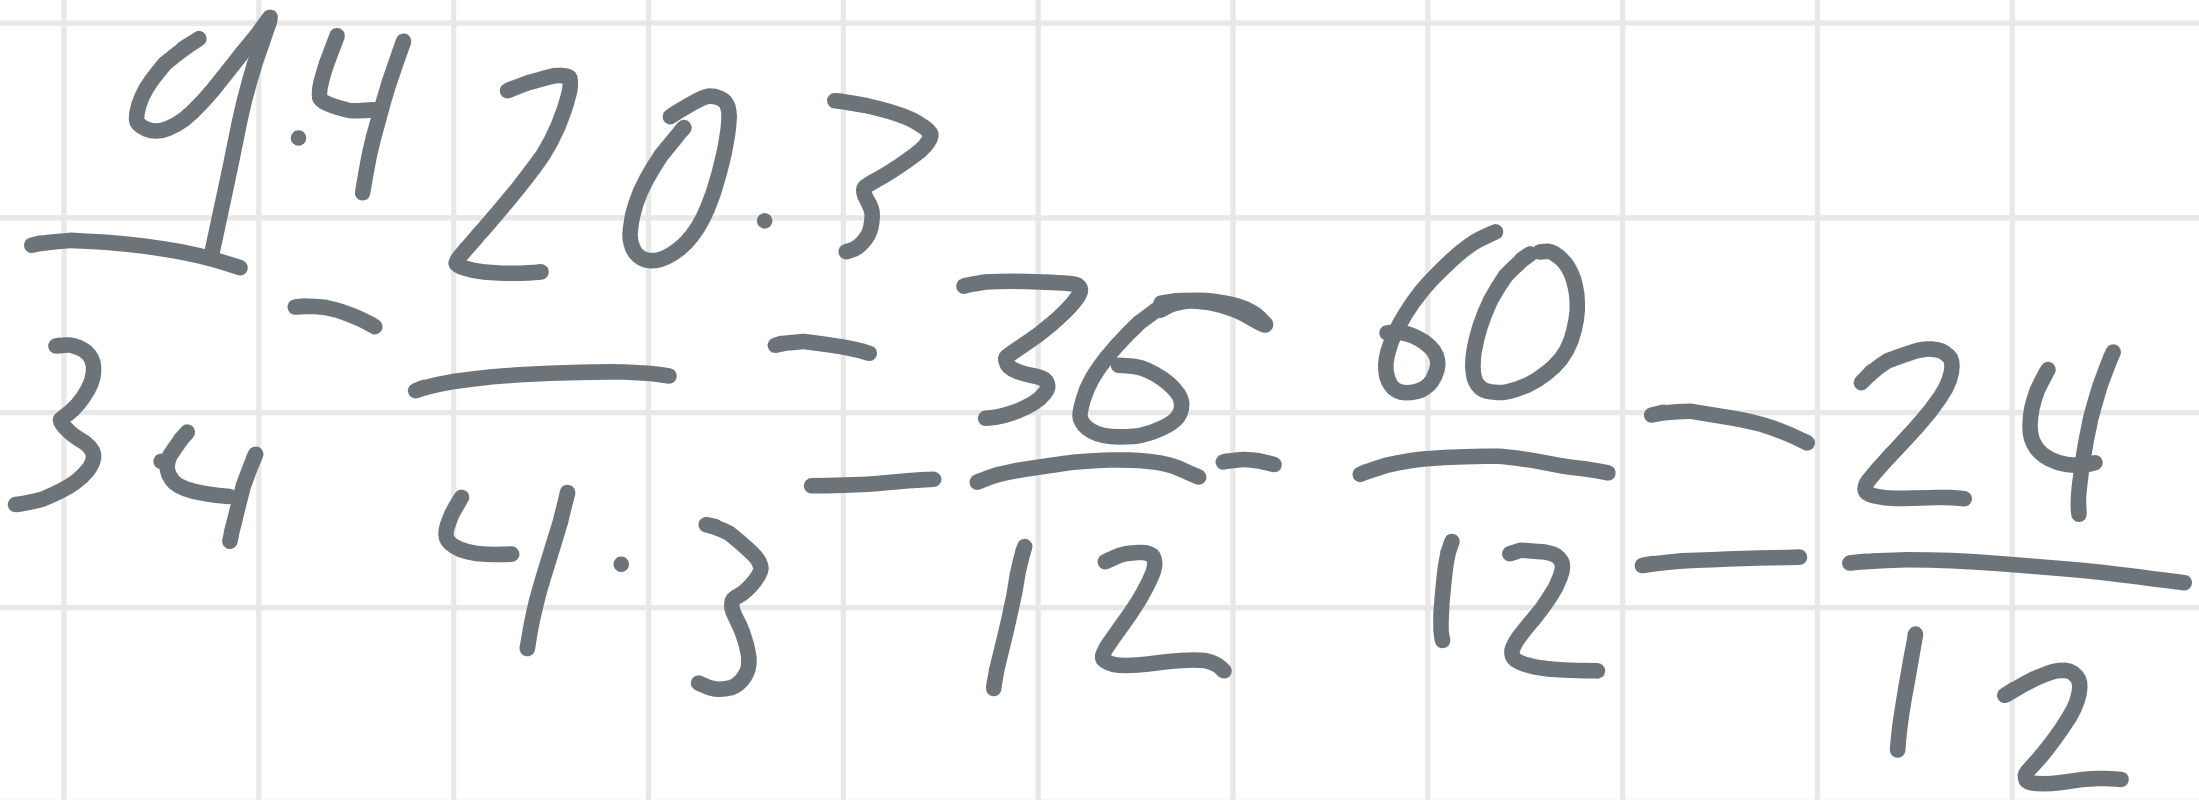 9·4/3 4 - 20·3/4·3 = 36/12 - 60/12 = 24/12